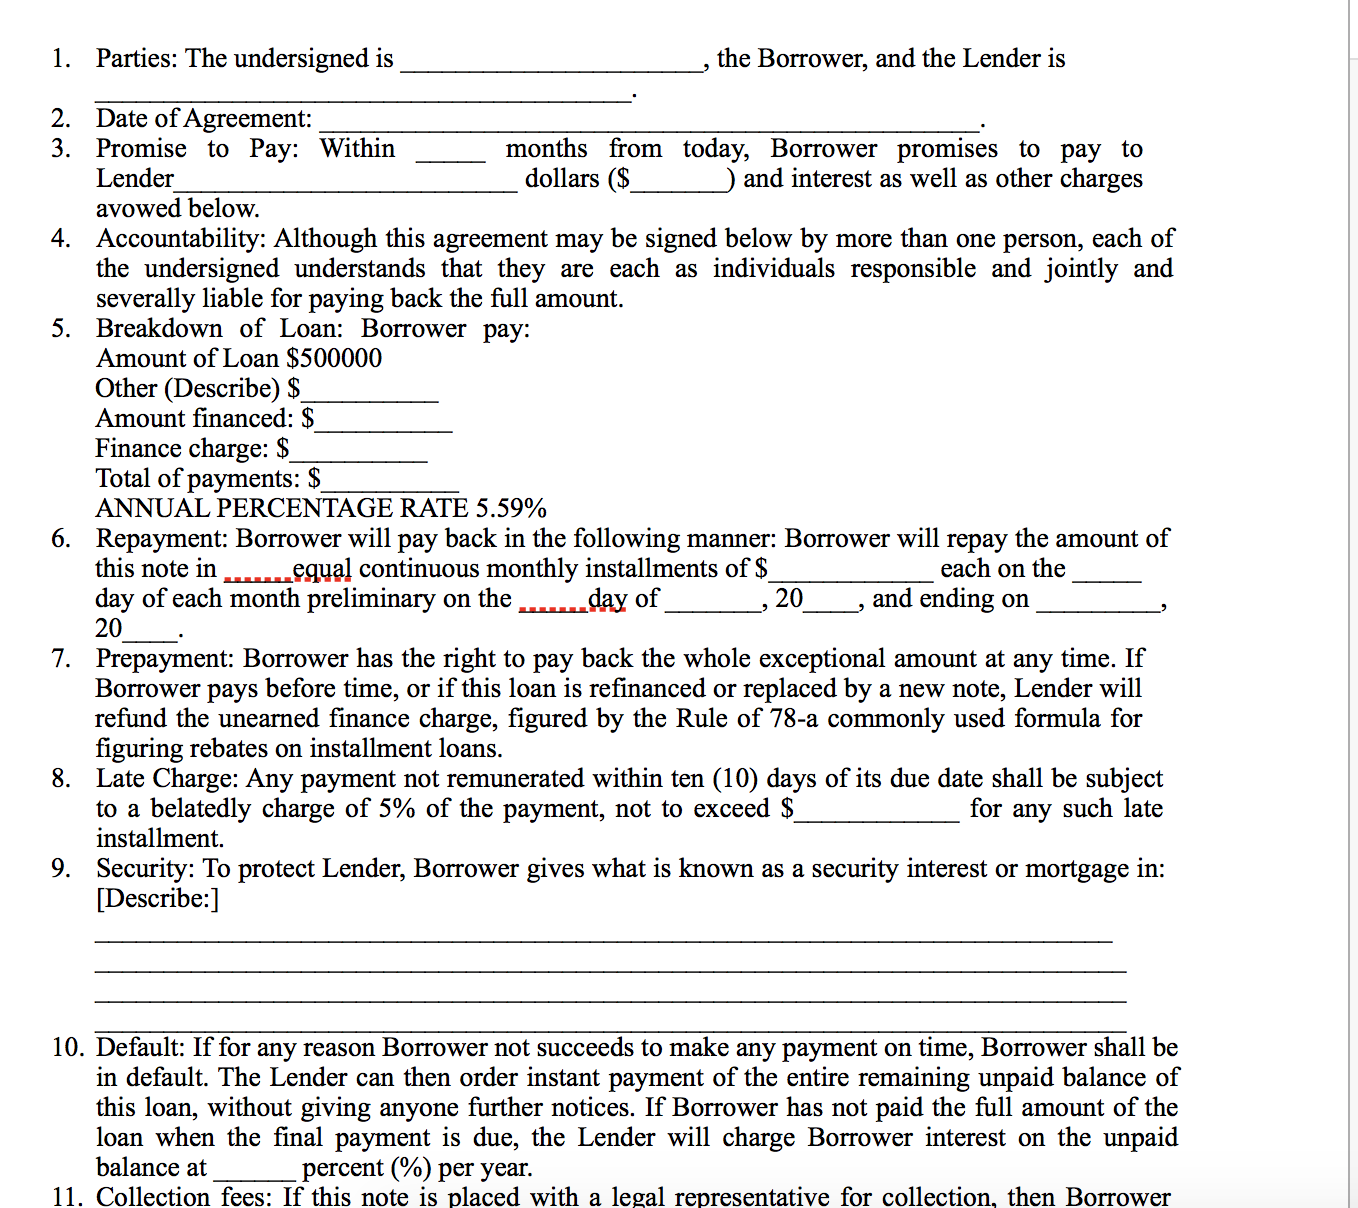 1. Parties: The undersigned is ______________________, the Borrower, and the Lender is
_______________________________________.
2. Date of Agreement: ________________________________________________.
3. Promise to Pay: Within _____ months from today, Borrower promises to pay to
Lender_________________________ dollars ($_______) and interest as well as other charges
avowed below.
4. Accountability: Although this agreement may be signed below by more than one person, each of
the undersigned understands that they are each as individuals responsible and jointly and
severally liable for paying back the full amount.
5. Breakdown of Loan: Borrower pay:
Amount of Loan $500000
Other (Describe) $__________
Amount financed: $__________
Finance charge: $__________
Total of payments: $__________
ANNUAL PERCENTAGE RATE 5.59%
6. Repayment: Borrower will pay back in the following manner: Borrower will repay the amount of
this note in _____equal continuous monthly installments of $____________ each on the _____
day of each month preliminary on the _____day of _______, 20____, and ending on _________,
20____.
7. Prepayment: Borrower has the right to pay back the whole exceptional amount at any time. If
Borrower pays before time, or if this loan is refinanced or replaced by a new note, Lender will
refund the unearned finance charge, figured by the Rule of 78-a commonly used formula for
figuring rebates on installment loans.
8. Late Charge: Any payment not remunerated within ten (10) days of its due date shall be subject
to a belatedly charge of 5% of the payment, not to exceed $____________ for any such late
installment.
9. Security: To protect Lender, Borrower gives what is known as a security interest or mortgage in:
[Describe:]
__________________________________________________________________________
___________________________________________________________________________
___________________________________________________________________________
___________________________________________________________________________
10. Default: If for any reason Borrower not succeeds to make any payment on time, Borrower shall be
in default. The Lender can then order instant payment of the entire remaining unpaid balance of
this loan, without giving anyone further notices. If Borrower has not paid the full amount of the
loan when the final payment is due, the Lender will charge Borrower interest on the unpaid
balance at ______ percent (%) per year.
11. Collection fees: If this note is placed with a legal representative for collection, then Borrower